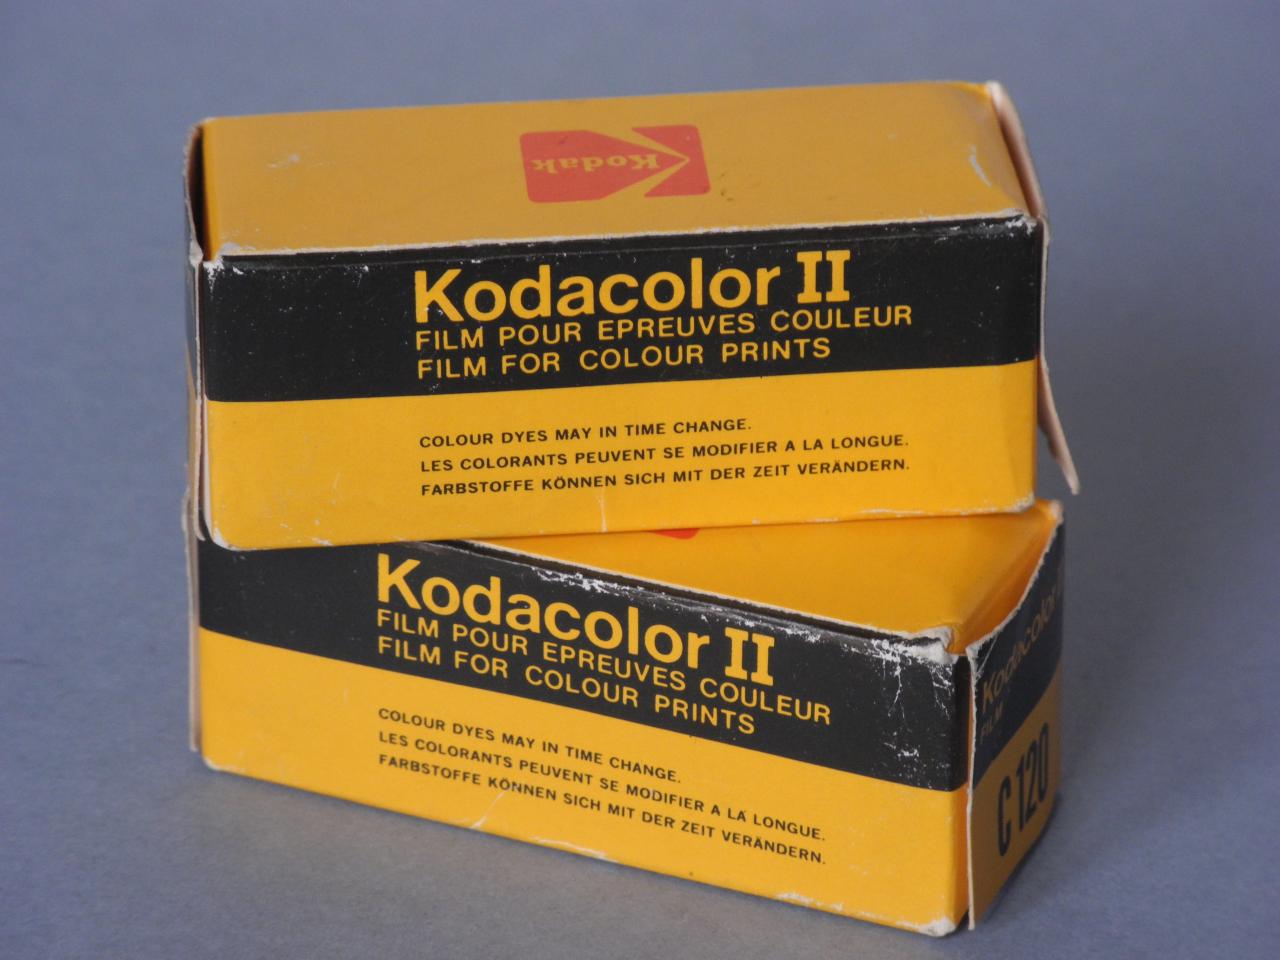 Kodak
Kodacolor II
FILM POUR EPREUVES COULEUR
FILM FOR COLOUR PRINTS
COLOUR DYES MAY IN TIME CHANGE.
LES COLORANTS PEUVENT SE MODIFIER A LA LONGUE.
FARBSTOFFE KÖNNEN SICH MIT DER ZEIT VERÄNDERN.
Kodacolor II
FILM POUR EPREUVES COULEUR
FILM FOR COLOUR PRINTS
COLOUR DYES MAY IN TIME CHANGE.
LES COLORANTS PEUVENT SE MODIFIER A LA LONGUE.
FARBSTOFFE KÖNNEN SICH MIT DER ZEIT VERÄNDERN.
Kodacolor
FILM
C 120